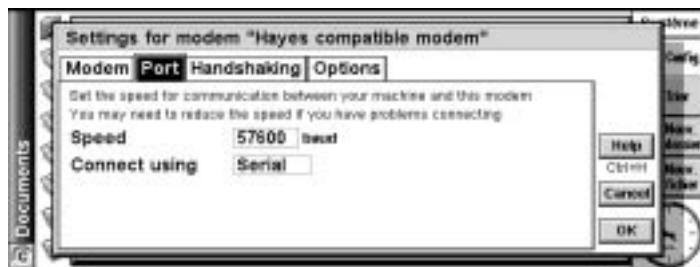 Settings for modem "Hayes compatible modem"
Modem Port Handshaking Options
Set the speed for communication between your machine and this modem
You may need to reduce the speed if you have problems connecting
Speed 57600 baud
Connect using Serial
Help
Ctrl+H
Cancel
OK
Documents